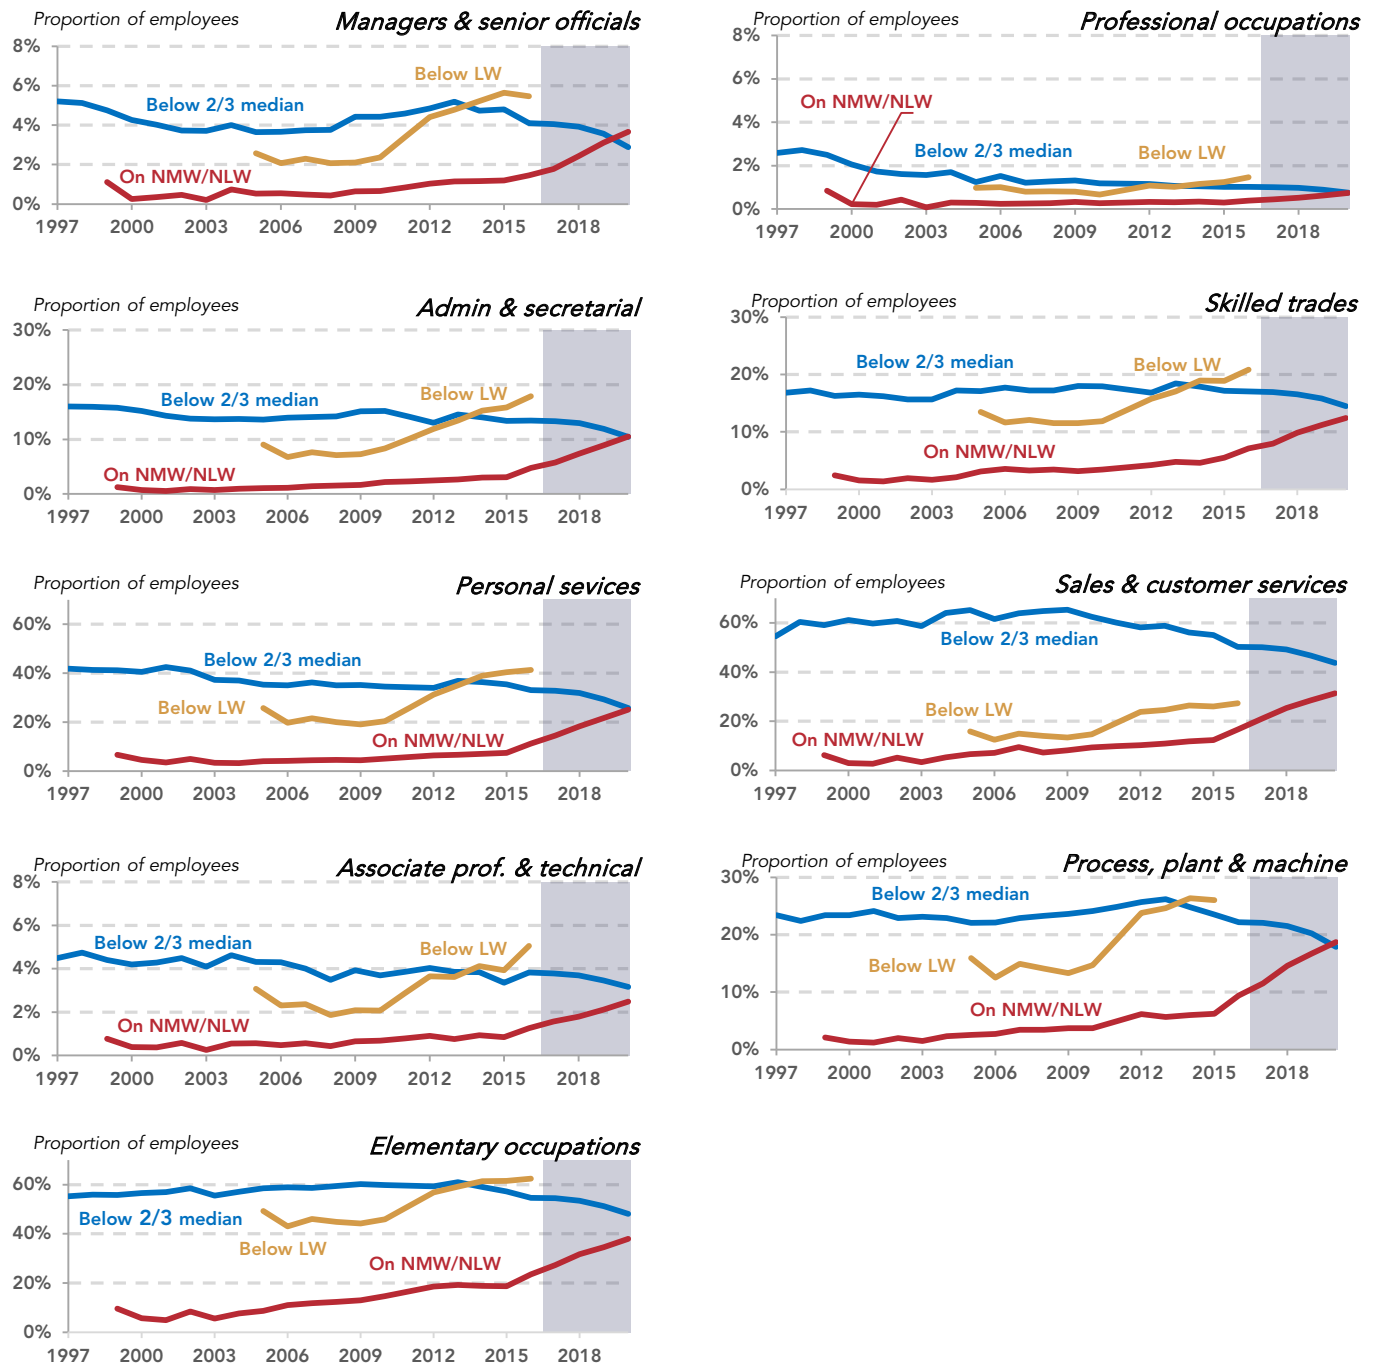 Proportion of employees
Managers & senior officials
8%
6%
4%
2%
0%
Below LW
Below 2/3 median
On NMW/NLW
1997 2000 2003 2006 2009 2012 2015 2018
Proportion of employees
Professional occupations
8%
6%
4%
2%
0%
On NMW/NLW
Below 2/3 median
Below LW
1997 2000 2003 2006 2009 2012 2015 2018
Proportion of employees
Admin & secretarial
30%
20%
10%
0%
Below 2/3 median
Below LW
On NMW/NLW
1997 2000 2003 2006 2009 2012 2015 2018
Proportion of employees
Skilled trades
30%
20%
10%
0%
Below 2/3 median
Below LW
On NMW/NLW
1997 2000 2003 2006 2009 2012 2015 2018
Proportion of employees
Personal sevices
60%
40%
20%
0%
Below 2/3 median
Below LW
On NMW/NLW
1997 2000 2003 2006 2009 2012 2015 2018
Proportion of employees
Sales & customer services
60%
40%
20%
0%
Below 2/3 median
Below LW
On NMW/NLW
1997 2000 2003 2006 2009 2012 2015 2018
Proportion of employees
Associate prof. & technical
8%
6%
4%
2%
0%
Below 2/3 median
Below LW
On NMW/NLW
1997 2000 2003 2006 2009 2012 2015 2018
Proportion of employees
Process, plant & machine
30%
20%
10%
0%
Below 2/3 median
Below LW
On NMW/NLW
1997 2000 2003 2006 2009 2012 2015 2018
Proportion of employees
Elementary occupations
60%
40%
20%
0%
Below 2/3 median
Below LW
On NMW/NLW
1997 2000 2003 2006 2009 2012 2015 2018